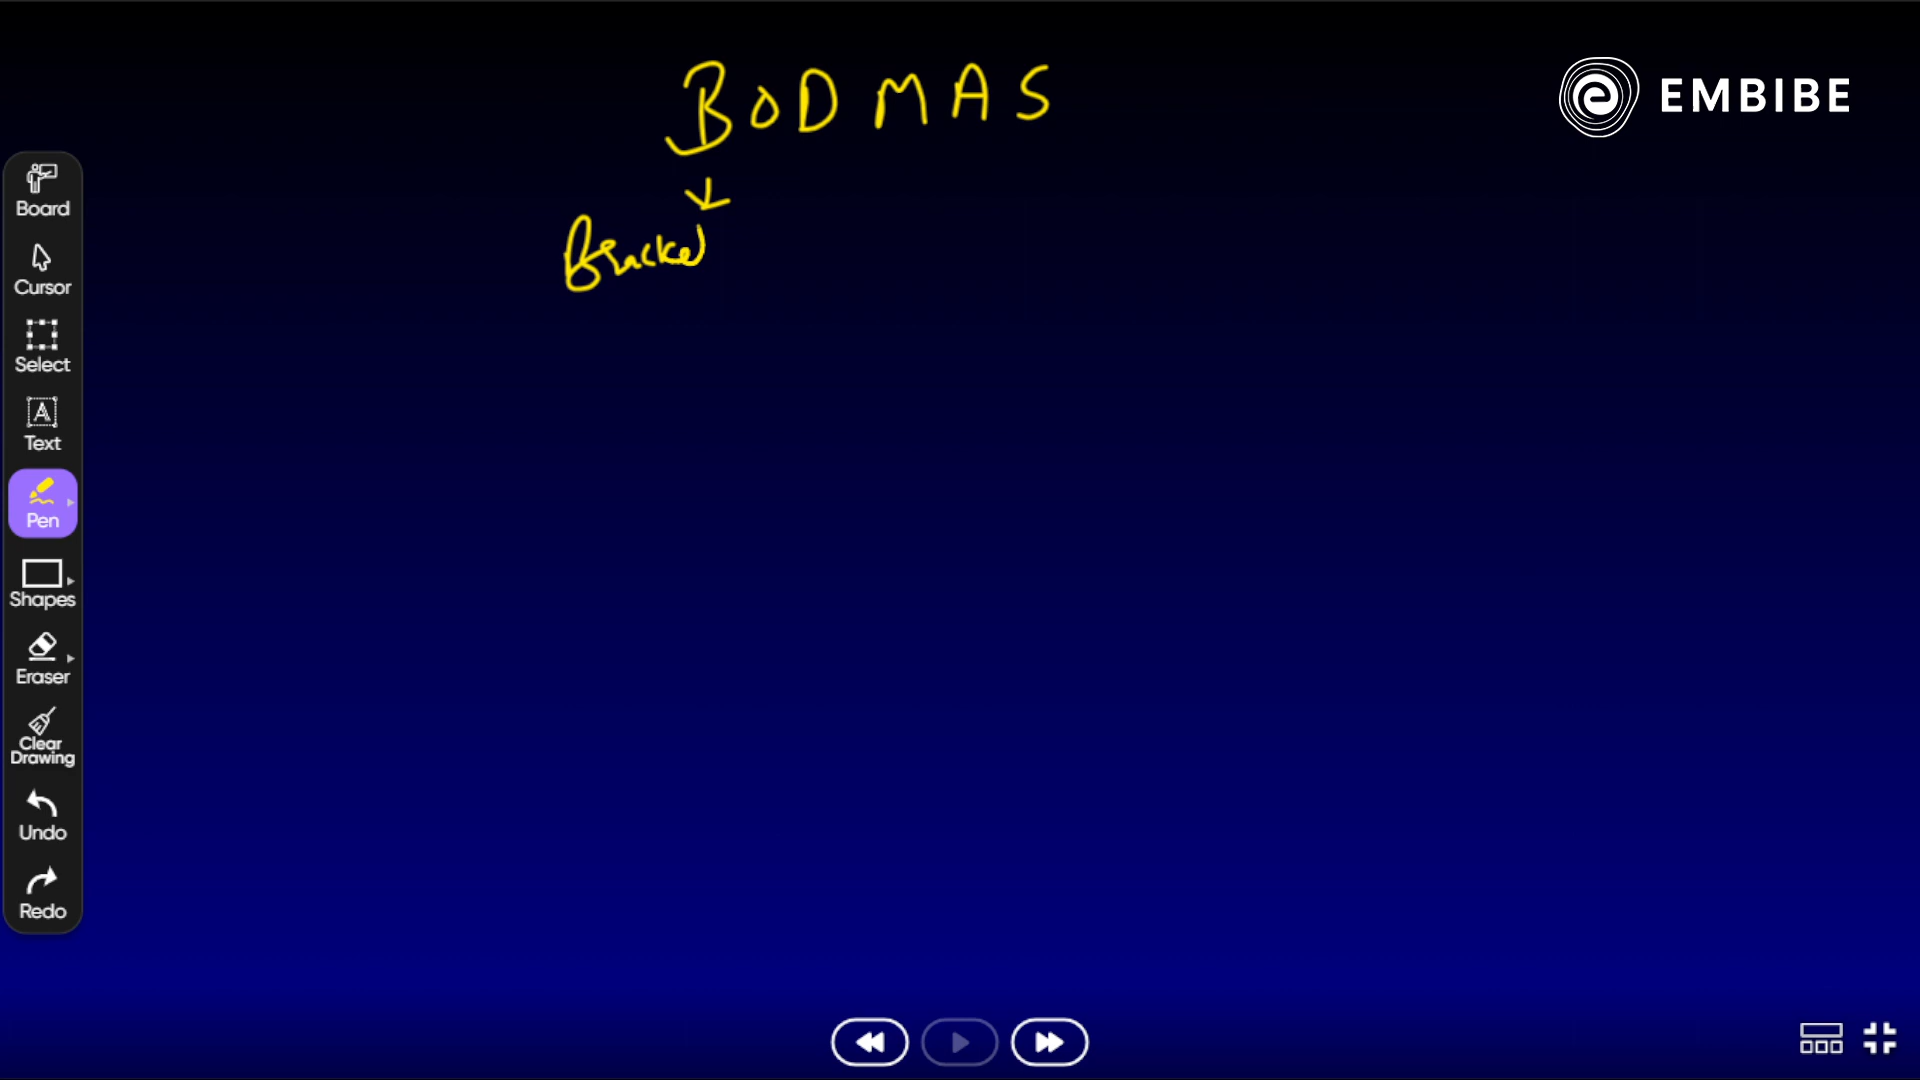 BODMAS
EMBIBE
Bracket
Board
Cursor
Select
A
Text
Pen
Shapes
Eraser
Clear
Drawing
Undo
Redo